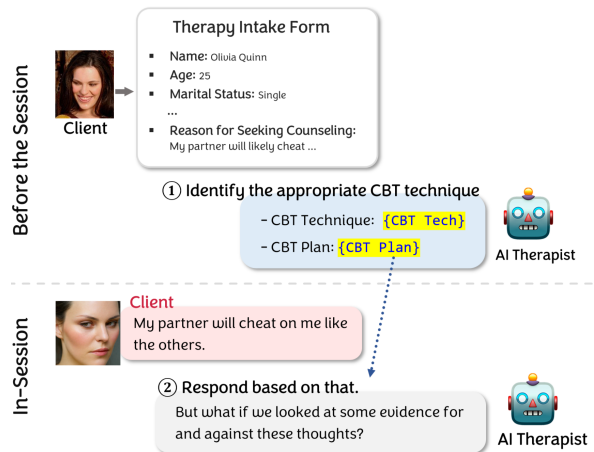 Before the Session
Therapy Intake Form
▪ Name: Olivia Quinn
▪ Age: 25
▪ Marital Status: Single
...
▪ Reason for Seeking Counseling:
My partner will likely cheat ...
Client
① Identify the appropriate CBT technique
– CBT Technique: {CBT Tech}
– CBT Plan: {CBT Plan}
AI Therapist
In-Session
Client
My partner will cheat on me like
the others.
② Respond based on that.
But what if we looked at some evidence for
and against these thoughts?
AI Therapist